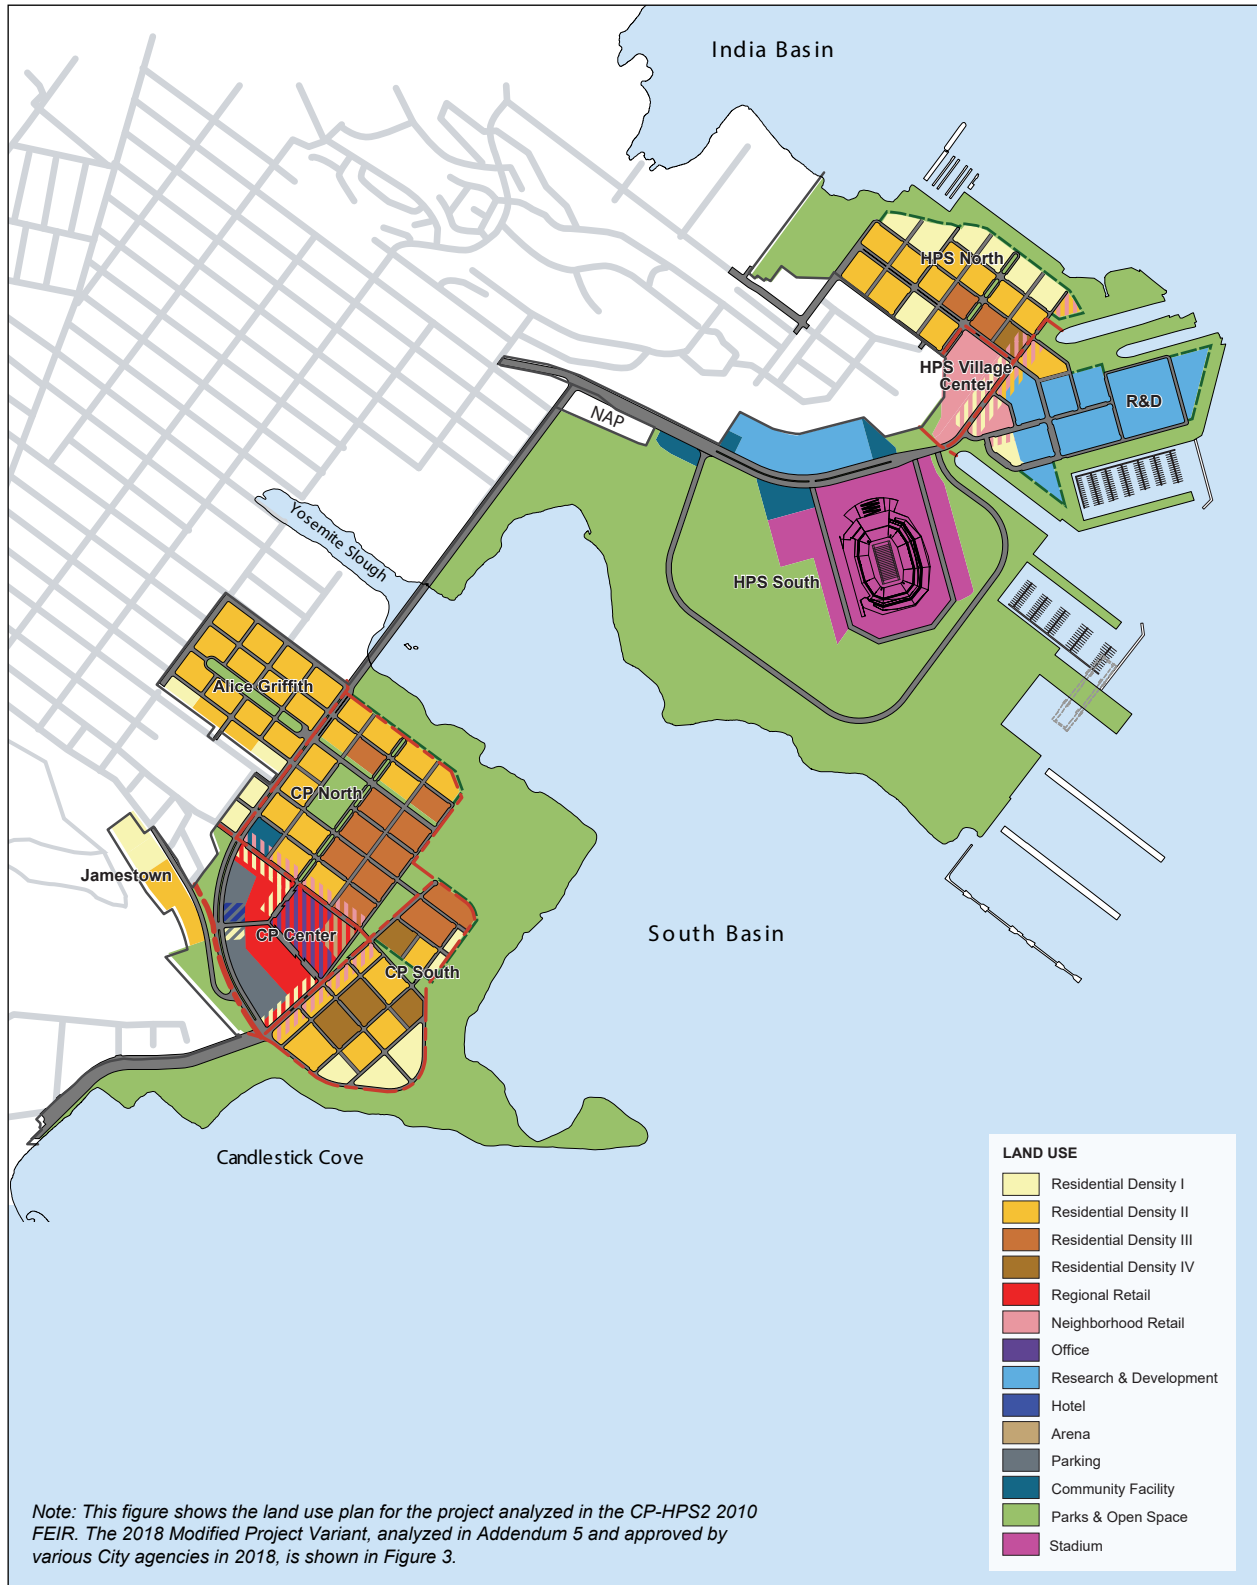 India Basin
HPS North
HPS Village
Center
R&D
NAP
Yosemite Slough
HPS South
Alice Griffith
CP North
Jamestown
CP Center
South Basin
CP South
Candlestick Cove
LAND USE
Residential Density I
Residential Density II
Residential Density III
Residential Density IV
Regional Retail
Neighborhood Retail
Office
Research & Development
Hotel
Arena
Parking
Community Facility
Parks & Open Space
Stadium
Note: This figure shows the land use plan for the project analyzed in the CP-HPS2 2010
FEIR. The 2018 Modified Project Variant, analyzed in Addendum 5 and approved by
various City agencies in 2018, is shown in Figure 3.